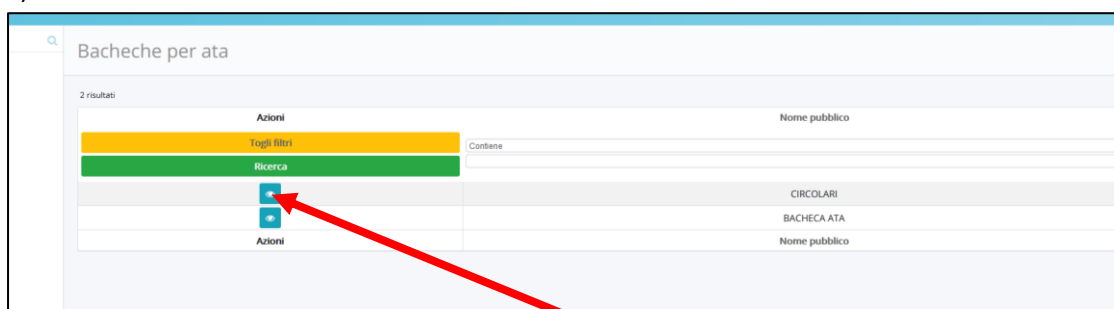 Bacheche per ata
2 risultati
Azioni Nome pubblico
Togli filtri
Contiene
Ricerca
CIRCOLARI
BACHECA ATA
Azioni Nome pubblico